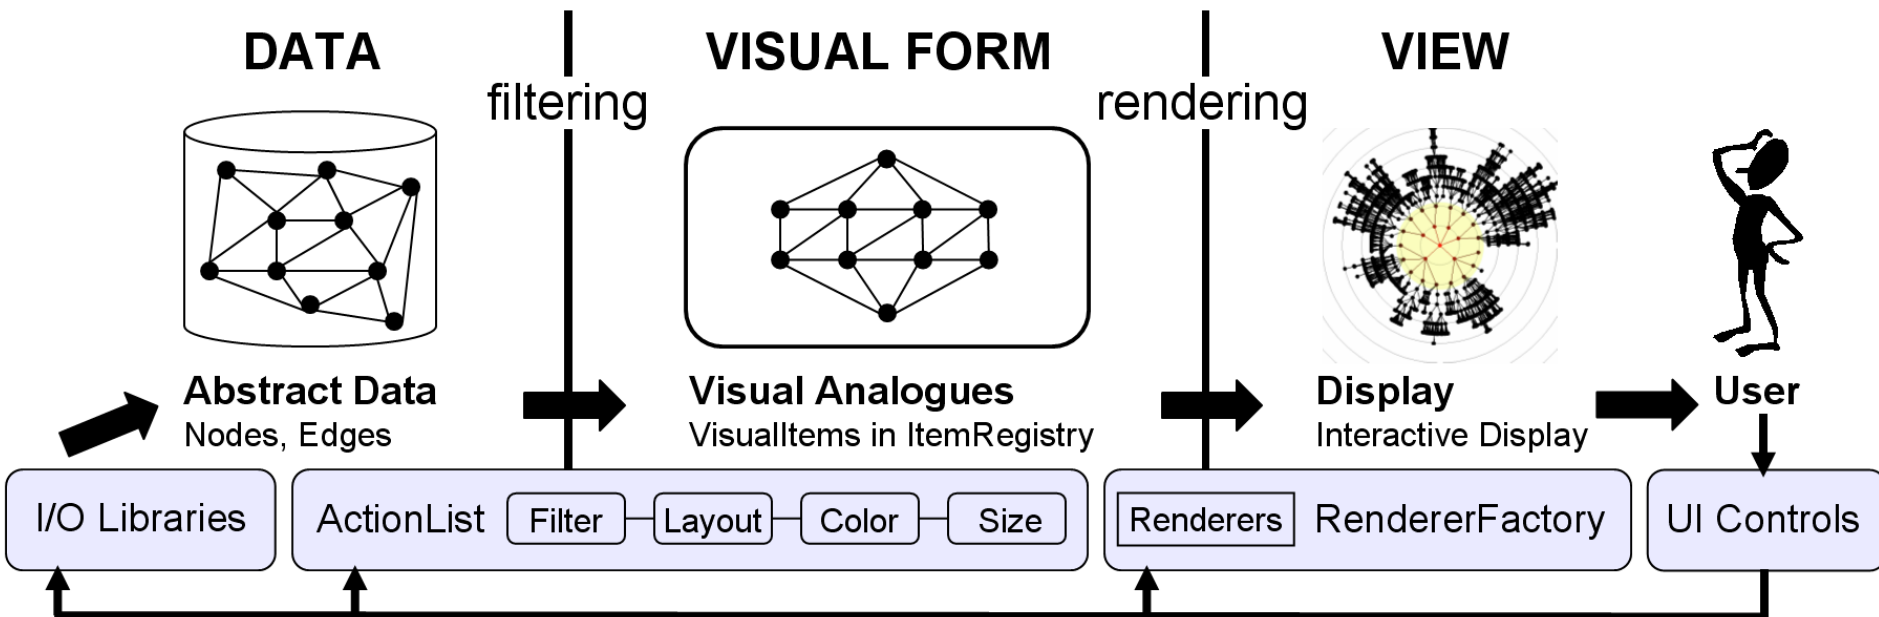 DATA
VISUAL FORM
VIEW
filtering
rendering
Abstract Data
Nodes, Edges
Visual Analogues
VisualItems in ItemRegistry
Display
Interactive Display
User
I/O Libraries
ActionList
Filter
Layout
Color
Size
Renderers
RendererFactory
UI Controls